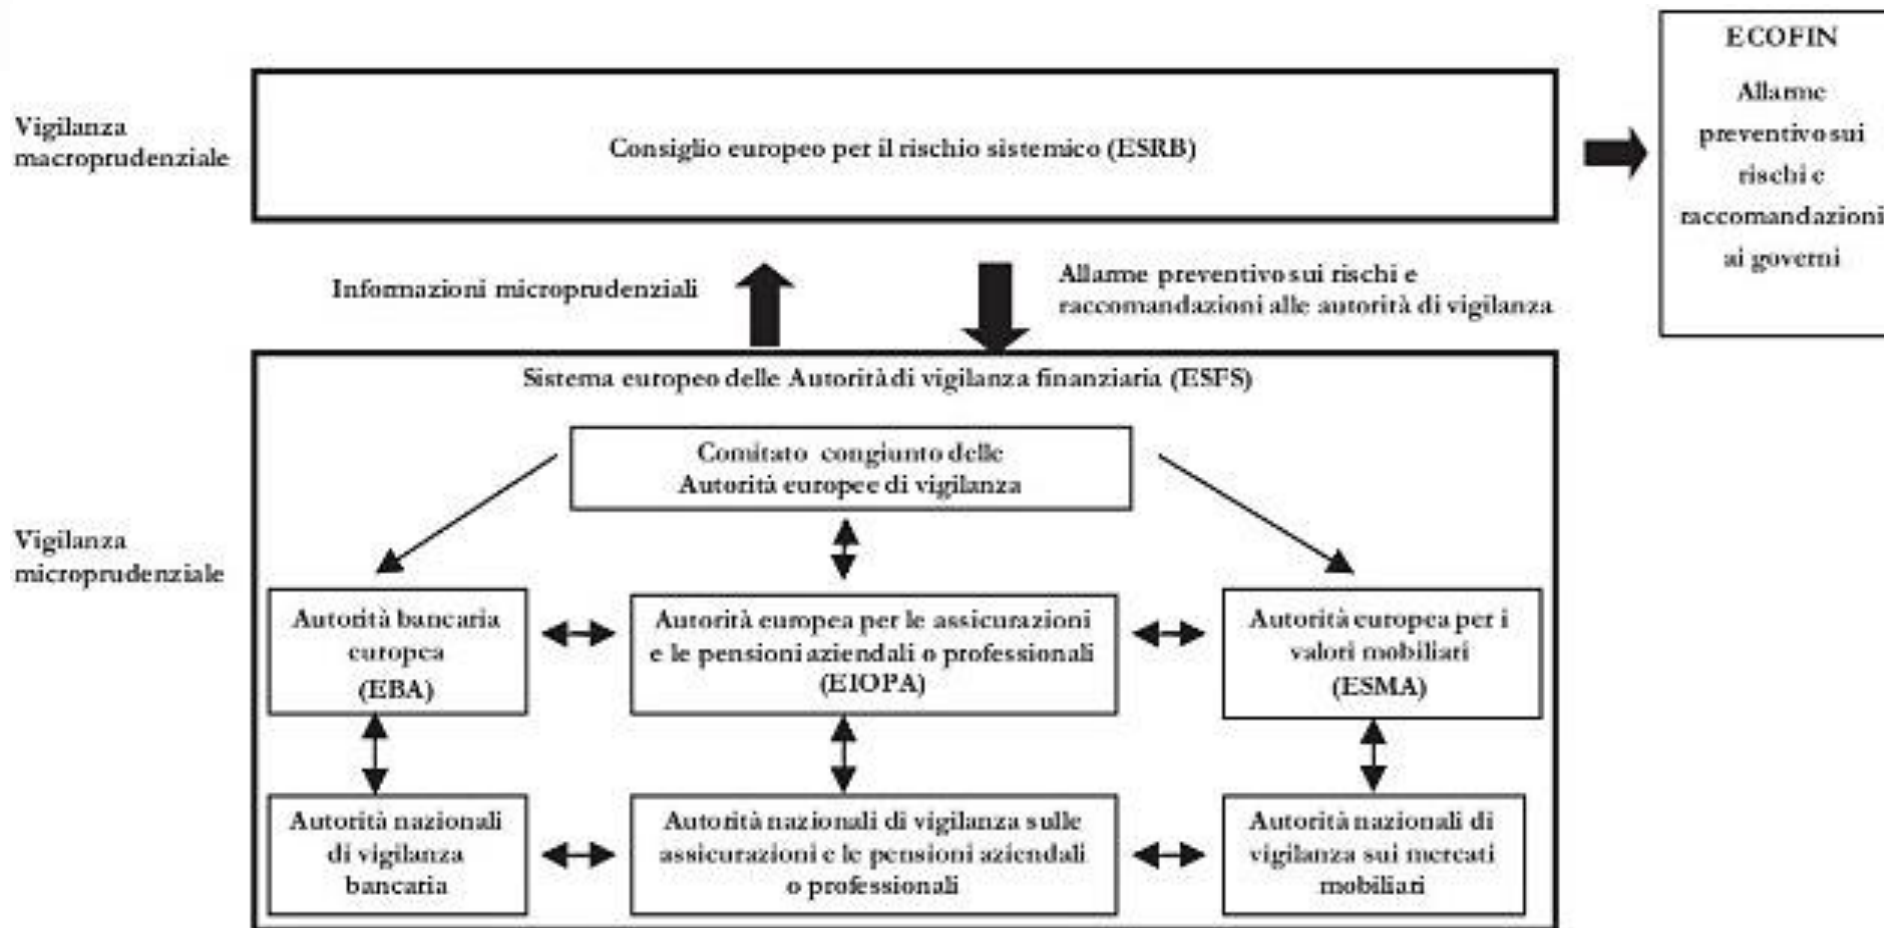 ECOFIN
Allarme
preventivo sui
rischi e
raccomandazioni
ai governi
Vigilanza
macroprudenziale
Consiglio europeo per il rischio sistemico (ESRB)
Informazioni microprudenziali
Allarme preventivo sui rischi e
raccomandazioni alle autorità di vigilanza
Sistema europeo delle Autorità di vigilanza finanziaria (ESFS)
Comitato congiunto delle
Autorità europee di vigilanza
Vigilanza
microprudenziale
Autorità bancaria
europea
(EBA)
Autorità europea per le assicurazioni
e le pensioni aziendali o professionali
(EIOPA)
Autorità europea per i
valori mobiliari
(ESMA)
Autorità nazionali
di vigilanza
bancaria
Autorità nazionali di vigilanza sulle
assicurazioni e le pensioni aziendali
o professionali
Autorità nazionali di
vigilanza sui mercati
mobiliari